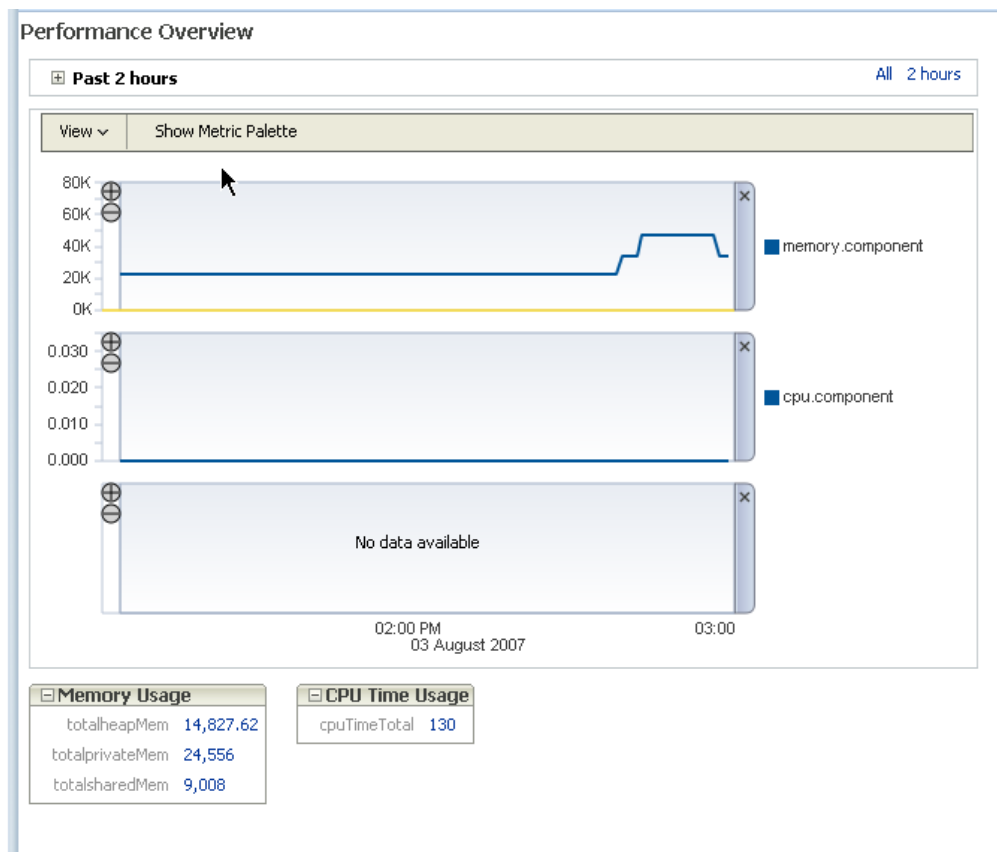 Performance Overview
Past 2 hours
All 2 hours
View Show Metric Palette
80K
60K
40K
20K
0K
memory.component
0.030
0.020
0.010
0.000
cpu.component
No data available
02:00 PM 03:00
03 August 2007
Memory Usage
totalheapMem 14,827.62
totalprivateMem 24,556
totalsharedMem 9,008
CPU Time Usage
cpuTimeTotal 130